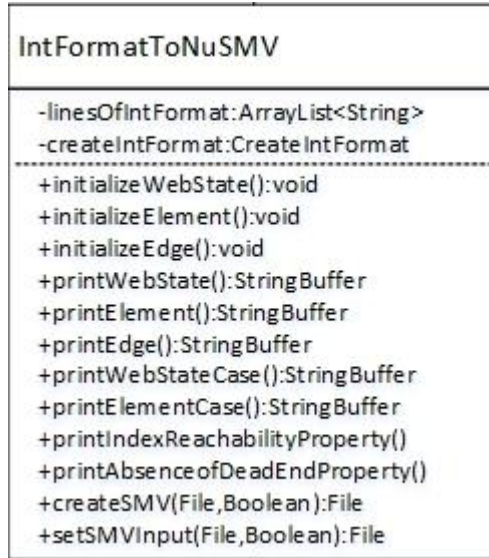 IntFormatToNuSMV
-linesOfIntFormat:ArrayList<String>
-createIntFormat:CreateIntFormat
+initializeWebState():void
+initializeElement():void
+initializeEdge():void
+printWebState():StringBuffer
+printElement():StringBuffer
+printEdge():StringBuffer
+printWebStateCase():StringBuffer
+printElementCase():StringBuffer
+printIndexReachabilityProperty()
+printAbsenceofDeadEndProperty()
+createSMV(File,Boolean):File
+setSMVInput(File,Boolean):File